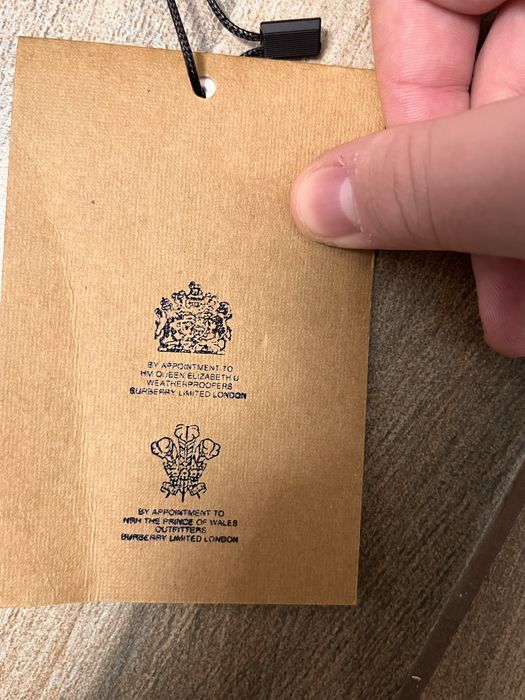 BY APPOINTMENT TO
HM QUEEN ELIZABETH II
WEATHERPROOFERS
BURBERRY LIMITED LONDON
BY APPOINTMENT TO
HRH THE PRINCE OF WALES
OUTFITTERS
BURBERRY LIMITED LONDON